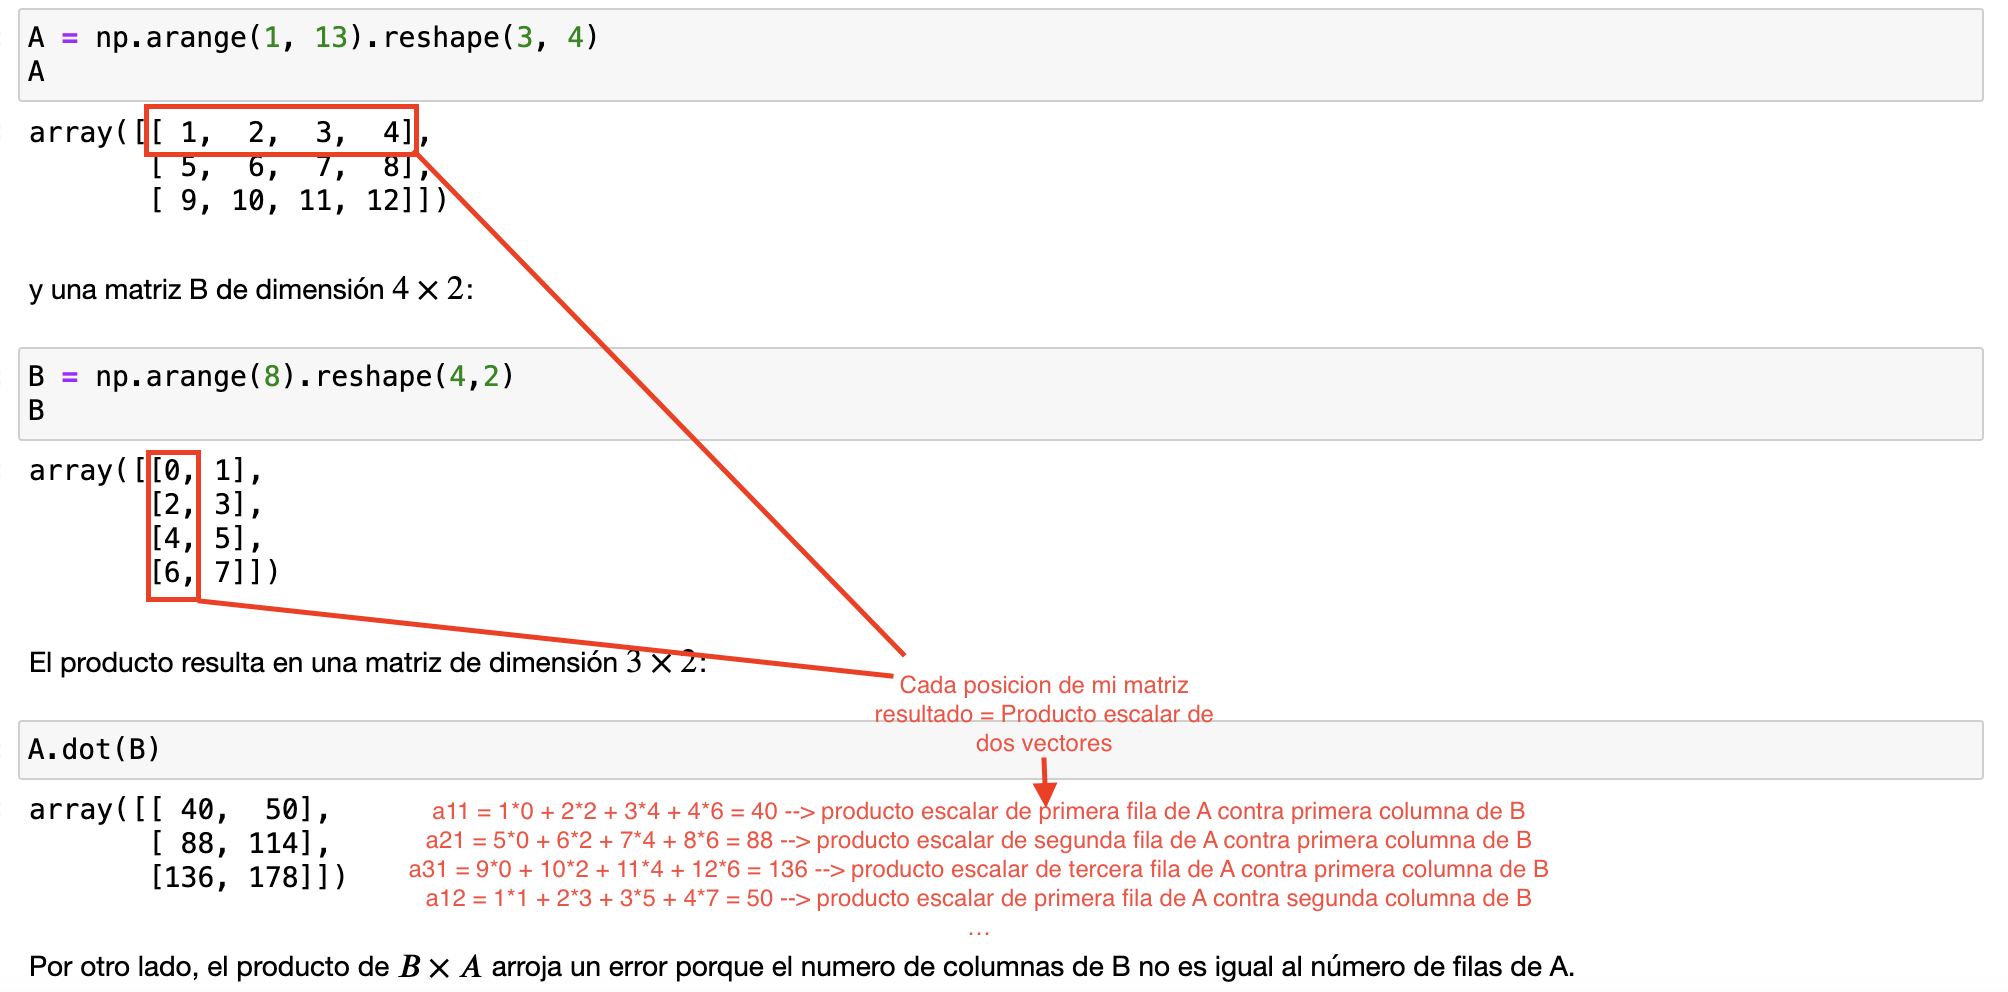 A = np.arange(1, 13).reshape(3, 4)
A
array([[ 1,  2,  3,  4],
       [ 5,  6,  7,  8],
       [ 9, 10, 11, 12]])
y una matriz B de dimensión 4 × 2:
B = np.arange(8).reshape(4,2)
B
array([[0, 1],
       [2, 3],
       [4, 5],
       [6, 7]])
El producto resulta en una matriz de dimensión 3 × 2:
Cada posicion de mi matriz
resultado = Producto escalar de
dos vectores
A.dot(B)
array([[ 40,  50],
       [ 88, 114],
       [136, 178]])
a11 = 1*0 + 2*2 + 3*4 + 4*6 = 40 --> producto escalar de primera fila de A contra primera columna de B
a21 = 5*0 + 6*2 + 7*4 + 8*6 = 88 --> producto escalar de segunda fila de A contra primera columna de B
a31 = 9*0 + 10*2 + 11*4 + 12*6 = 136 --> producto escalar de tercera fila de A contra primera columna de B
a12 = 1*1 + 2*3 + 3*5 + 4*7 = 50 --> producto escalar de primera fila de A contra segunda columna de B
...
Por otro lado, el producto de B × A arroja un error porque el numero de columnas de B no es igual al número de filas de A.